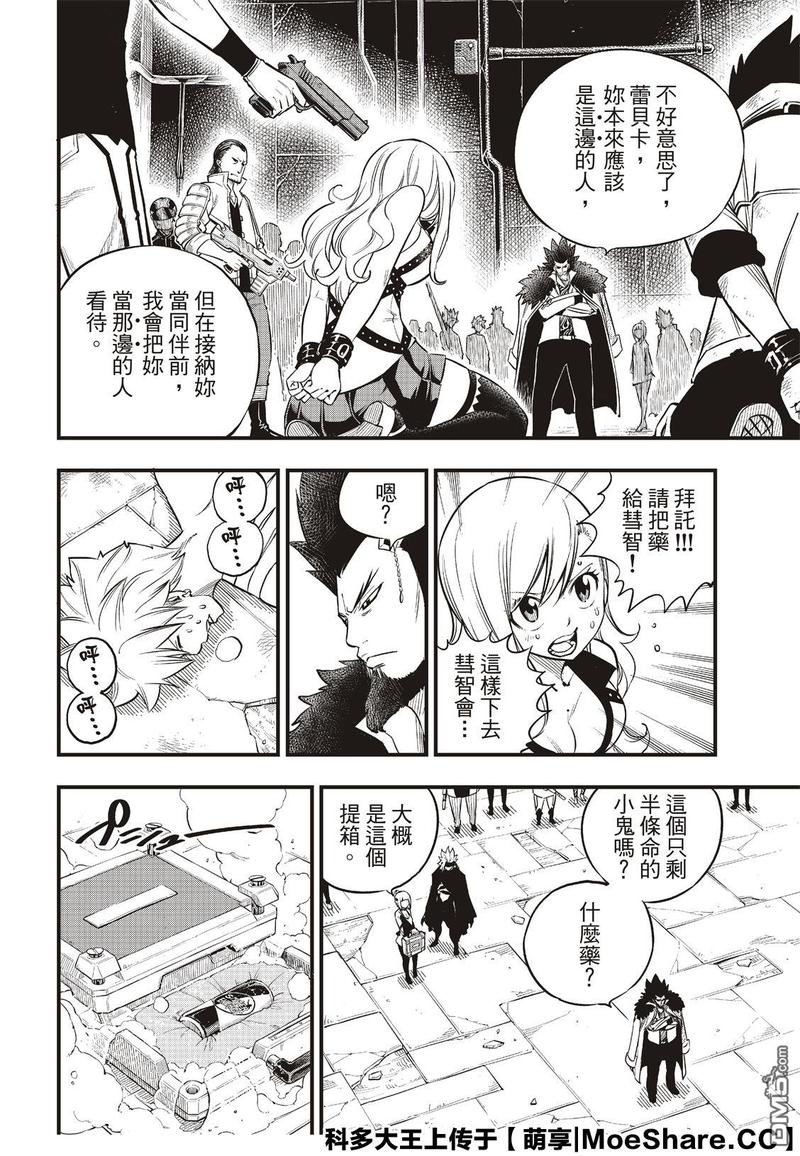 不好意思了，
蕾貝卡，
妳本來應該
是這邊的人，
但在接納妳
當同伴前，
我會把妳
當那邊的人
看待。
拜託!!!
請把藥
給彗智！
這樣下去
彗智會…
嗯？
呼…
呼…
呼…
這個只剩
半條命的
小鬼嗎？
什麼藥？
大概
是這個
提箱。
科多大王上传于【萌享|MoeShare.CC】
DM5.com